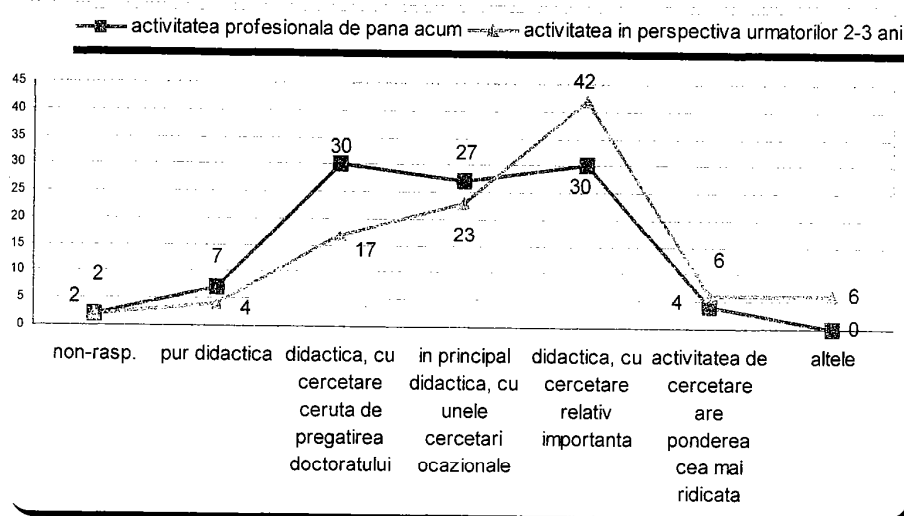 activitatea profesionala de pana acum activitatea in perspectiva urmatorilor 2-3 ani
45
40
35
30
25
20
15
10
5
0
2
2
7
4
30
17
27
23
42
30
6
4
6
0
non-rasp.
pur didactica
didactica, cu
cercetare
ceruta de
pregatirea
doctoratului
in principal
didactica, cu
unele
cercetari
ocazionale
didactica, cu
cercetare
relativ
importanta
activitatea de
cercetare
are
ponderea
cea mai
ridicata
altele